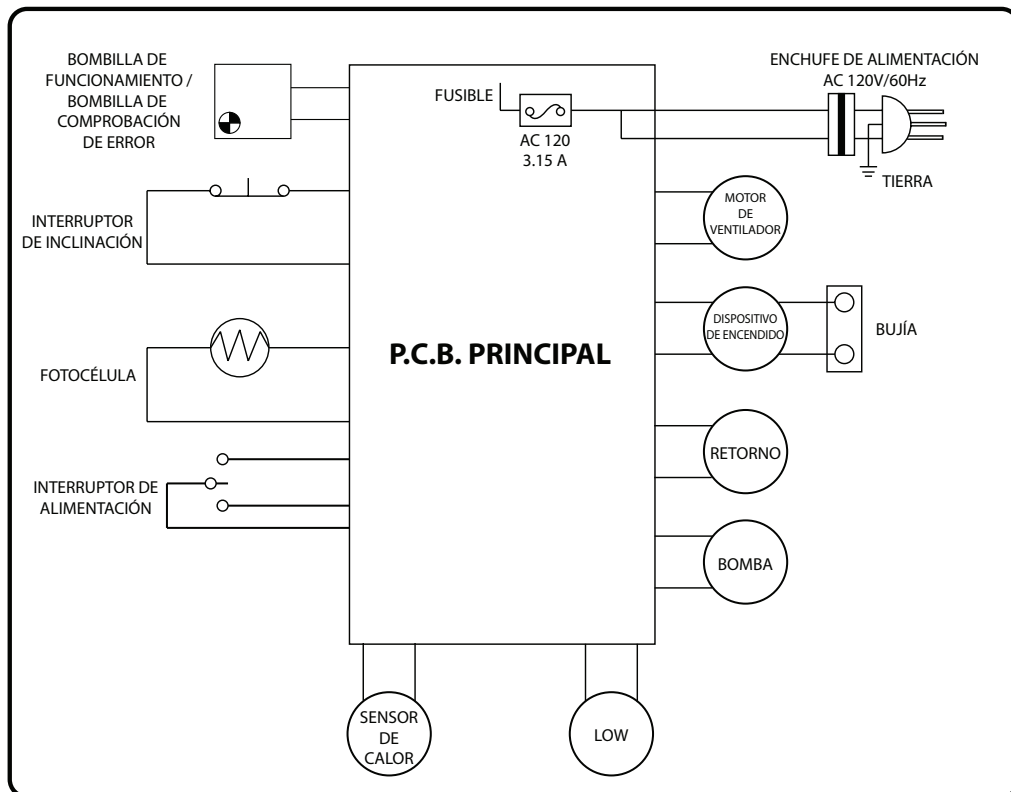 BOMBILLA DE
FUNCIONAMIENTO /
BOMBILLA DE
COMPROBACIÓN
DE ERROR
FUSIBLE
AC 120
3.15 A
ENCHUFE DE ALIMENTACIÓN
AC 120V/60Hz
TIERRA
INTERRUPTOR
DE INCLINACIÓN
MOTOR
DE
VENTILADOR
DISPOSITIVO
DE ENCENDIDO
BUJÍA
P.C.B. PRINCIPAL
FOTOCÉLULA
RETORNO
INTERRUPTOR DE
ALIMENTACIÓN
BOMBA
SENSOR
DE
CALOR
LOW